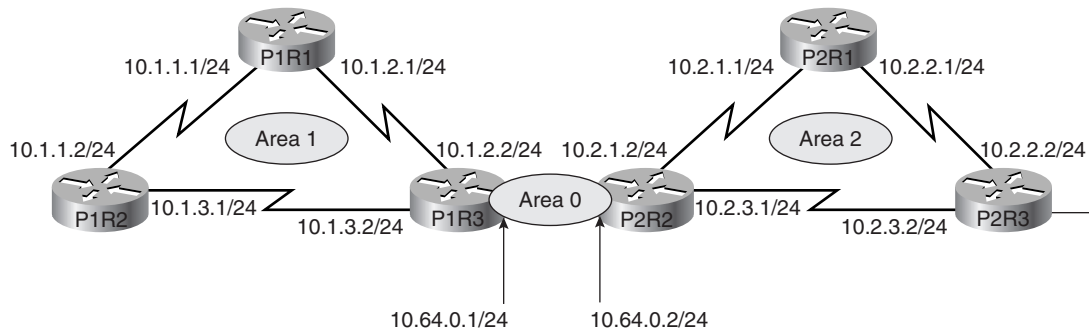 P1R1
P2R1
10.1.1.1/24
10.1.2.1/24
10.2.1.1/24
10.2.2.1/24
Area 1
Area 2
10.1.1.2/24
10.1.2.2/24
10.2.1.2/24
10.2.2.2/24
P1R2
10.1.3.1/24
P1R3
Area 0
P2R2
10.2.3.1/24
P2R3
10.1.3.2/24
10.2.3.2/24
10.64.0.1/24
10.64.0.2/24